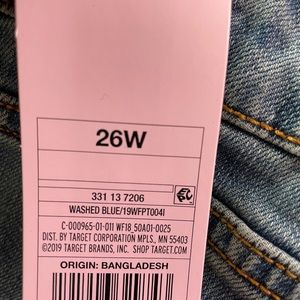 26W
331 13 7206
WASHED BLUE/19WFPT004I
C-000965-01-011 WF18_50A01-0025
DIST. BY TARGET CORPORATION MPLS., MN 55403
©2019 TARGET BRANDS, INC. SHOP TARGET.COM
ORIGIN: BANGLADESH